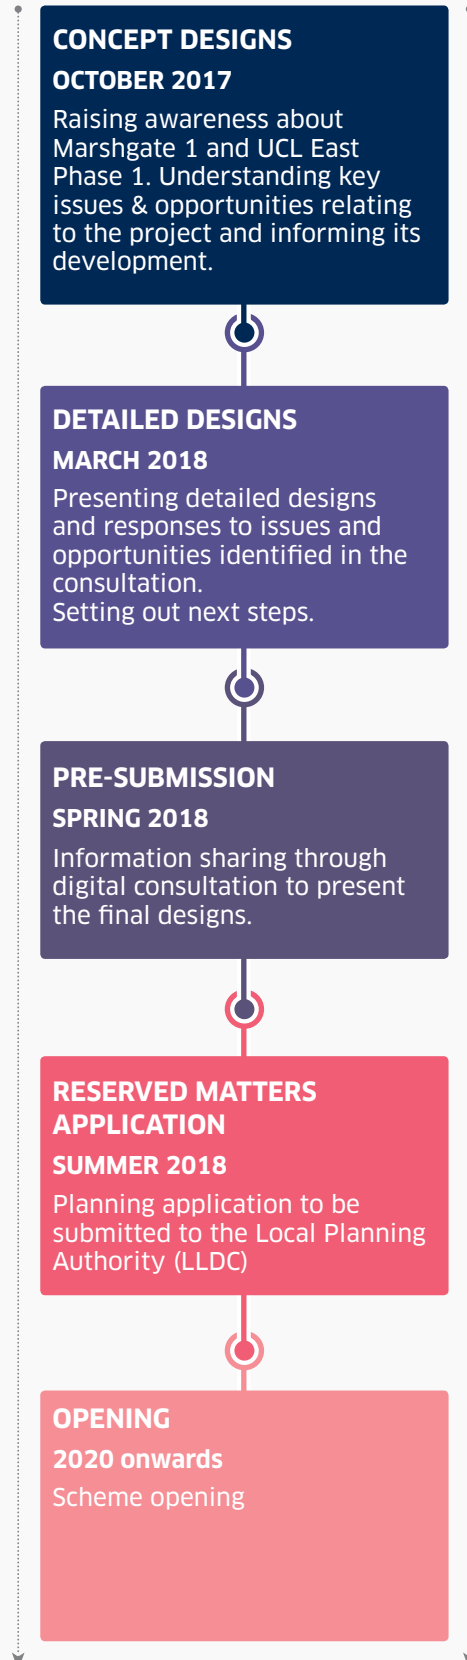 CONCEPT DESIGNS
OCTOBER 2017
Raising awareness about
Marshgate 1 and UCL East
Phase 1. Understanding key
issues & opportunities relating
to the project and informing its
development.
DETAILED DESIGNS
MARCH 2018
Presenting detailed designs
and responses to issues and
opportunities identified in the
consultation.
Setting out next steps.
PRE-SUBMISSION
SPRING 2018
Information sharing through
digital consultation to present
the final designs.
RESERVED MATTERS
APPLICATION
SUMMER 2018
Planning application to be
submitted to the Local Planning
Authority (LLDC)
OPENING
2020 onwards
Scheme opening